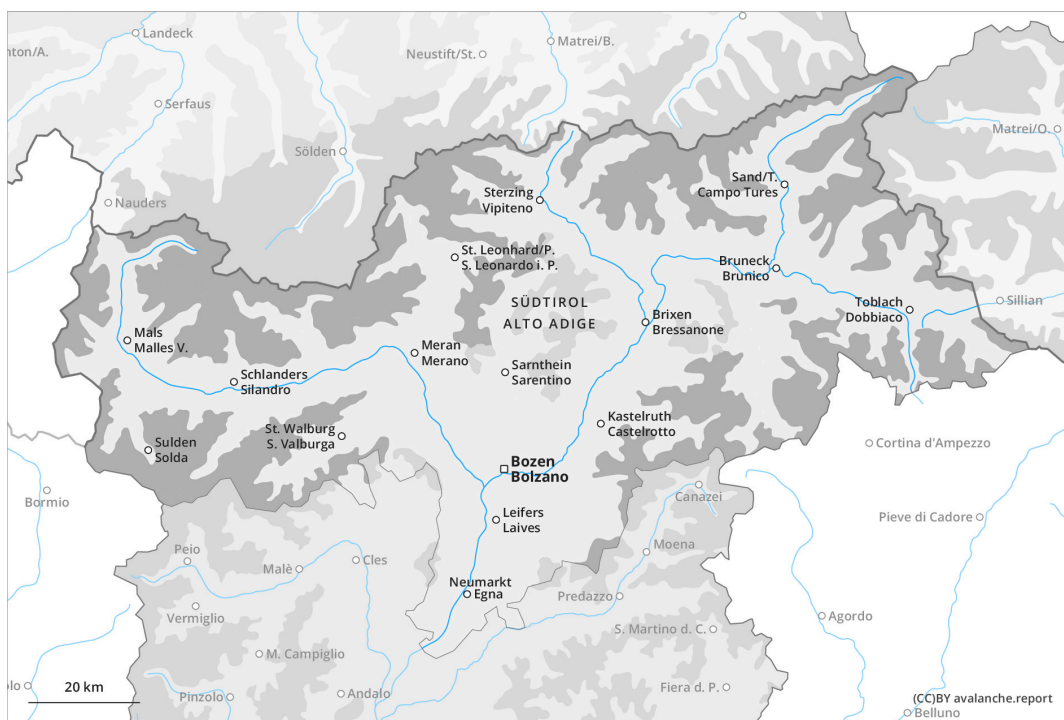 Landeck
nton/A.
Neustift/St.
Matrei/B.
Serfaus
Sölden
Matrei/O.
Nauders
Sterzing
Vipiteno
Sand/T.
Campo Tures
St. Leonhard/P.
S. Leonardo i. P.
Bruneck
Brunico
SÜDTIROL
ALTO ADIGE
Toblach
Dobbiaco
Sillian
Brixen
Bressanone
Mals
Malles V.
Meran
Merano
Sarnthein
Sarentino
Schlanders
Silandro
Kastelruth
Castelrotto
St. Walburg
S. Valburga
Sulden
Solda
Cortina d'Ampezzo
Bozen
Bolzano
Bormio
Canazei
Leifers
Laives
Pieve di Cadore
Peio
Malè
Cles
Moena
Neumarkt
Egna
Predazzo
Vermiglio
Agordo
S. Martino d. C.
M. Campiglio
olo
20 km
Pinzolo
Andalo
Fiera d. P.
(CC)BY avalanche.report
Belluno